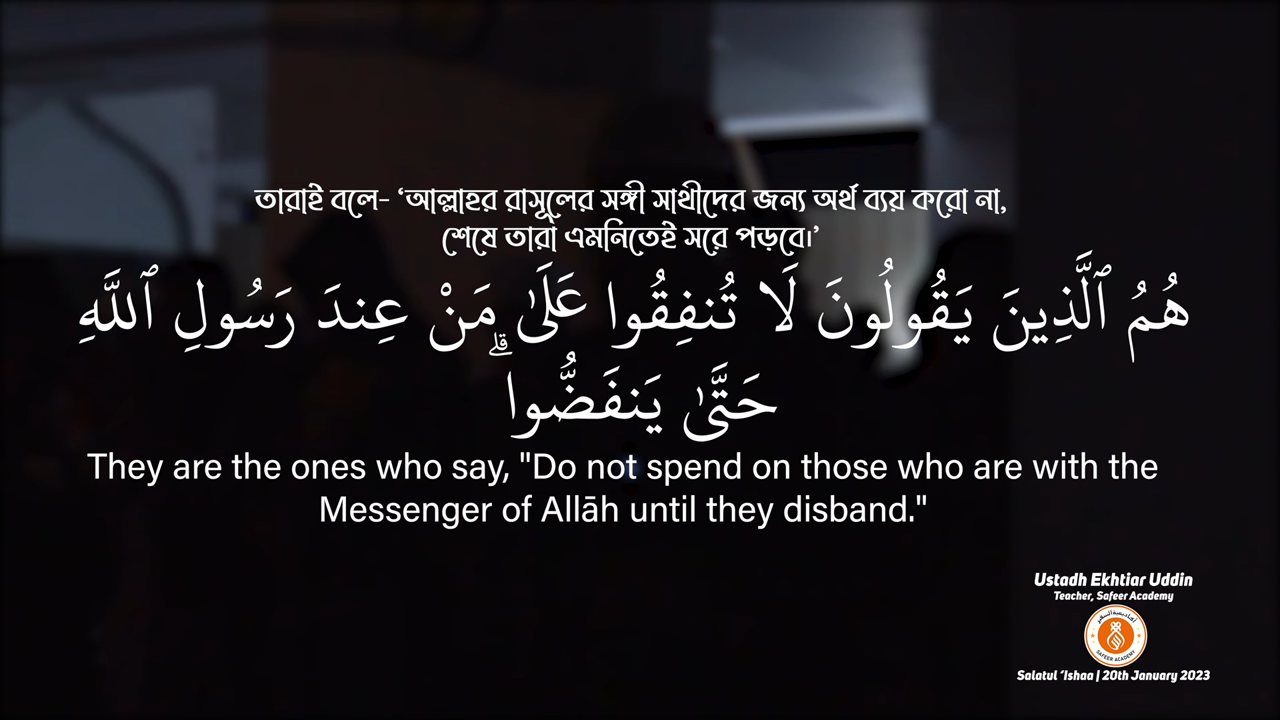 তারাই বলে- ‘আল্লাহর রাসূলের সঙ্গী সাথীদের জন্য অর্থ ব্যয় করো না,
শেষে তারা এমনিতেই সরে পড়বে।’
هُمُ ٱلَّذِينَ يَقُولُونَ لَا تُنفِقُوا عَلَىٰ مَنْ عِندَ رَسُولِ ٱللَّهِ
حَتَّىٰ يَنفَضُّوا ۗ
They are the ones who say, "Do not spend on those who are with the
Messenger of Allāh until they disband."
Ustadh Ekhtiar Uddin
Teacher, Safeer Academy
أكاديمية السفير
SAFEER ACADEMY
Salatul ‘Ishaa | 20th January 2023